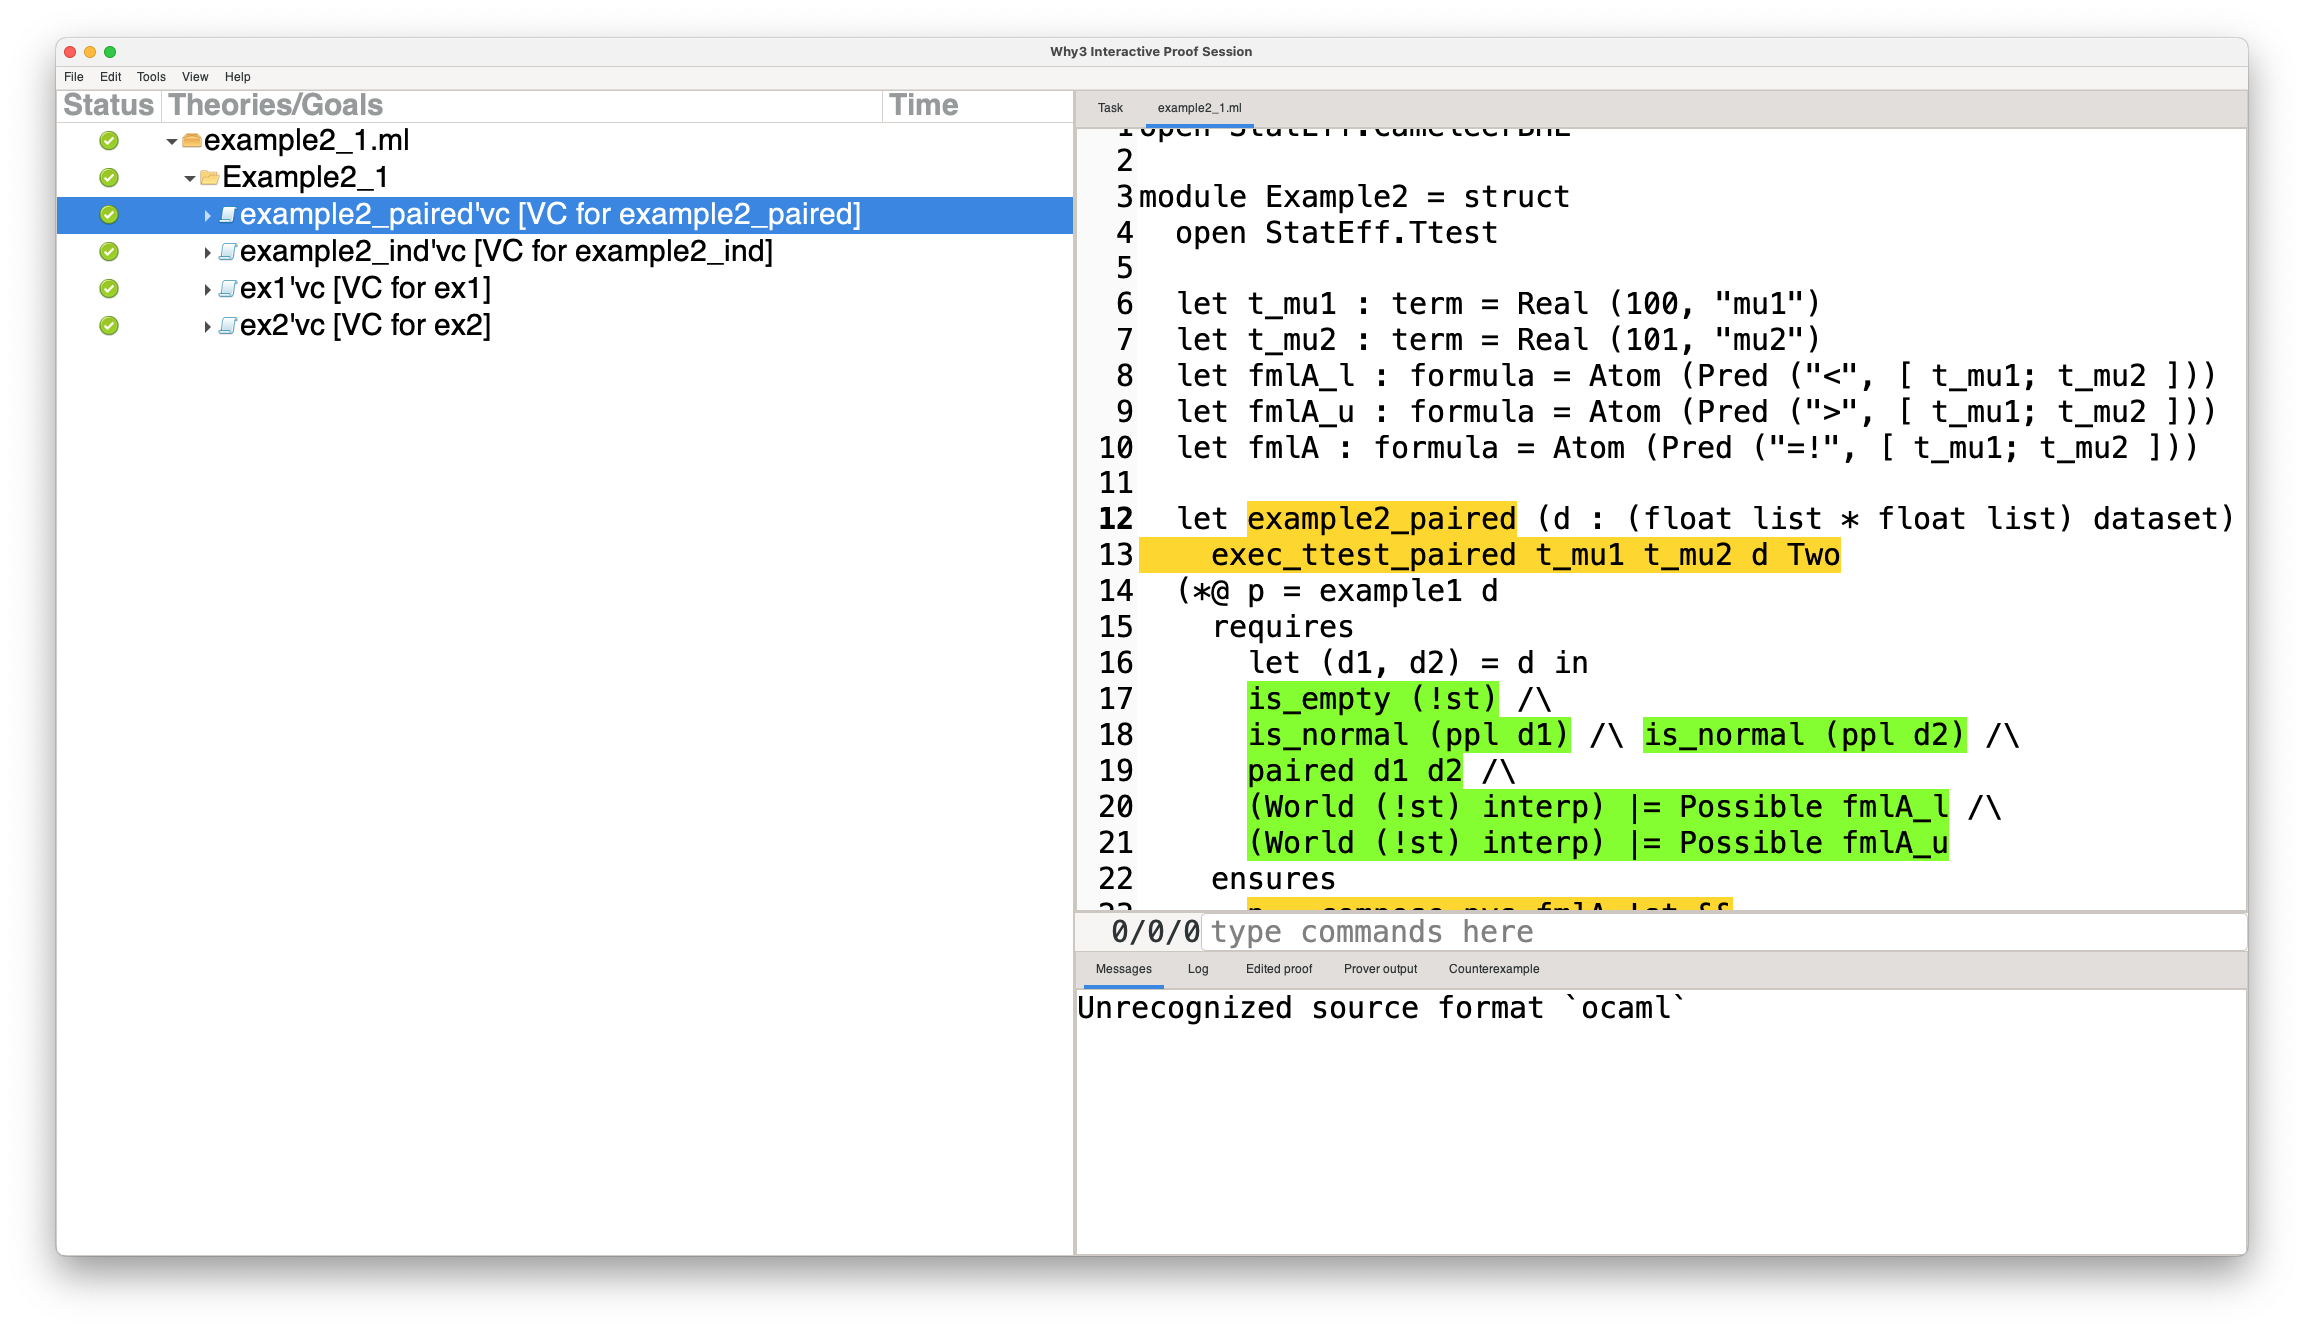 Why3 Interactive Proof Session
File Edit Tools View Help
Status Theories/Goals Time
example2_1.ml
Example2_1
example2_paired'vc [VC for example2_paired]
example2_ind'vc [VC for example2_ind]
ex1'vc [VC for ex1]
ex2'vc [VC for ex2]
Task example2_1.ml
1 open StatEff.CameleerBHL
2
3 module Example2 = struct
4 open StatEff.Ttest
5
6 let t_mu1 : term = Real (100, "mu1")
7 let t_mu2 : term = Real (101, "mu2")
8 let fmlA_l : formula = Atom (Pred ("<", [ t_mu1; t_mu2 ]))
9 let fmlA_u : formula = Atom (Pred (">", [ t_mu1; t_mu2 ]))
10 let fmlA : formula = Atom (Pred ("=!", [ t_mu1; t_mu2 ]))
11
12 let example2_paired (d : (float list * float list) dataset)
13 exec_ttest_paired t_mu1 t_mu2 d Two
14 (*@ p = example1 d
15 requires
16 let (d1, d2) = d in
17 is_empty (!st) /\
18 is_normal (ppl d1) /\ is_normal (ppl d2) /\
19 paired d1 d2 /\
20 (World (!st) interp) |= Possible fmlA_l /\
21 (World (!st) interp) |= Possible fmlA_u
22 ensures
23
0/0/0 type commands here
Messages Log Edited proof Prover output Counterexample
Unrecognized source format `ocaml`